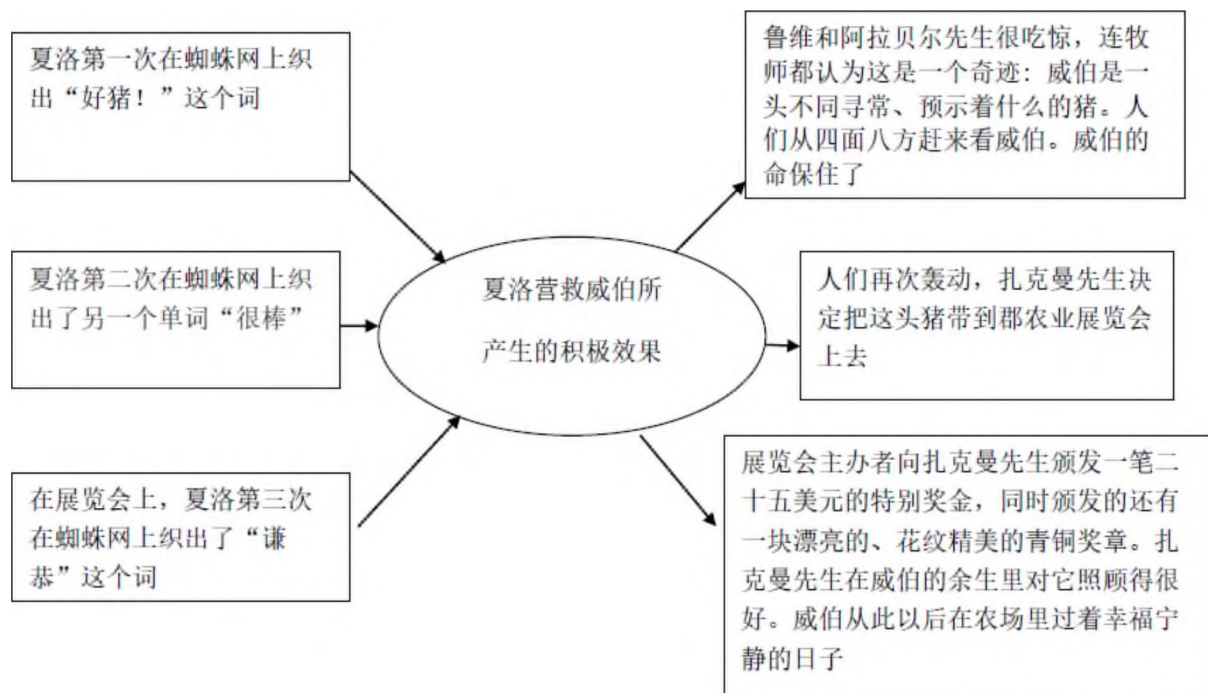 夏洛第一次在蜘蛛网上织
出“好猪！”这个词
鲁维和阿拉贝尔先生很吃惊，连牧
师都认为这是一个奇迹：威伯是一
头不同寻常、预示着什么的猪。人
们从四面八方赶来看威伯。威伯的
命保住了
夏洛第二次在蜘蛛网上织
出了另一个单词“很棒”
夏洛营救威伯所
产生的积极效果
人们再次轰动，扎克曼先生决
定把这头猪带到郡农业展览会
上去
在展览会上，夏洛第三次
在蜘蛛网上织出了“谦
恭”这个词
展览会主办者向扎克曼先生颁发一笔二
十五美元的特别奖金，同时颁发的还有
一块漂亮的、花纹精美的青铜奖章。扎
克曼先生在威伯的余生里对它照顾得很
好。威伯从此以后在农场里过着幸福宁
静的日子